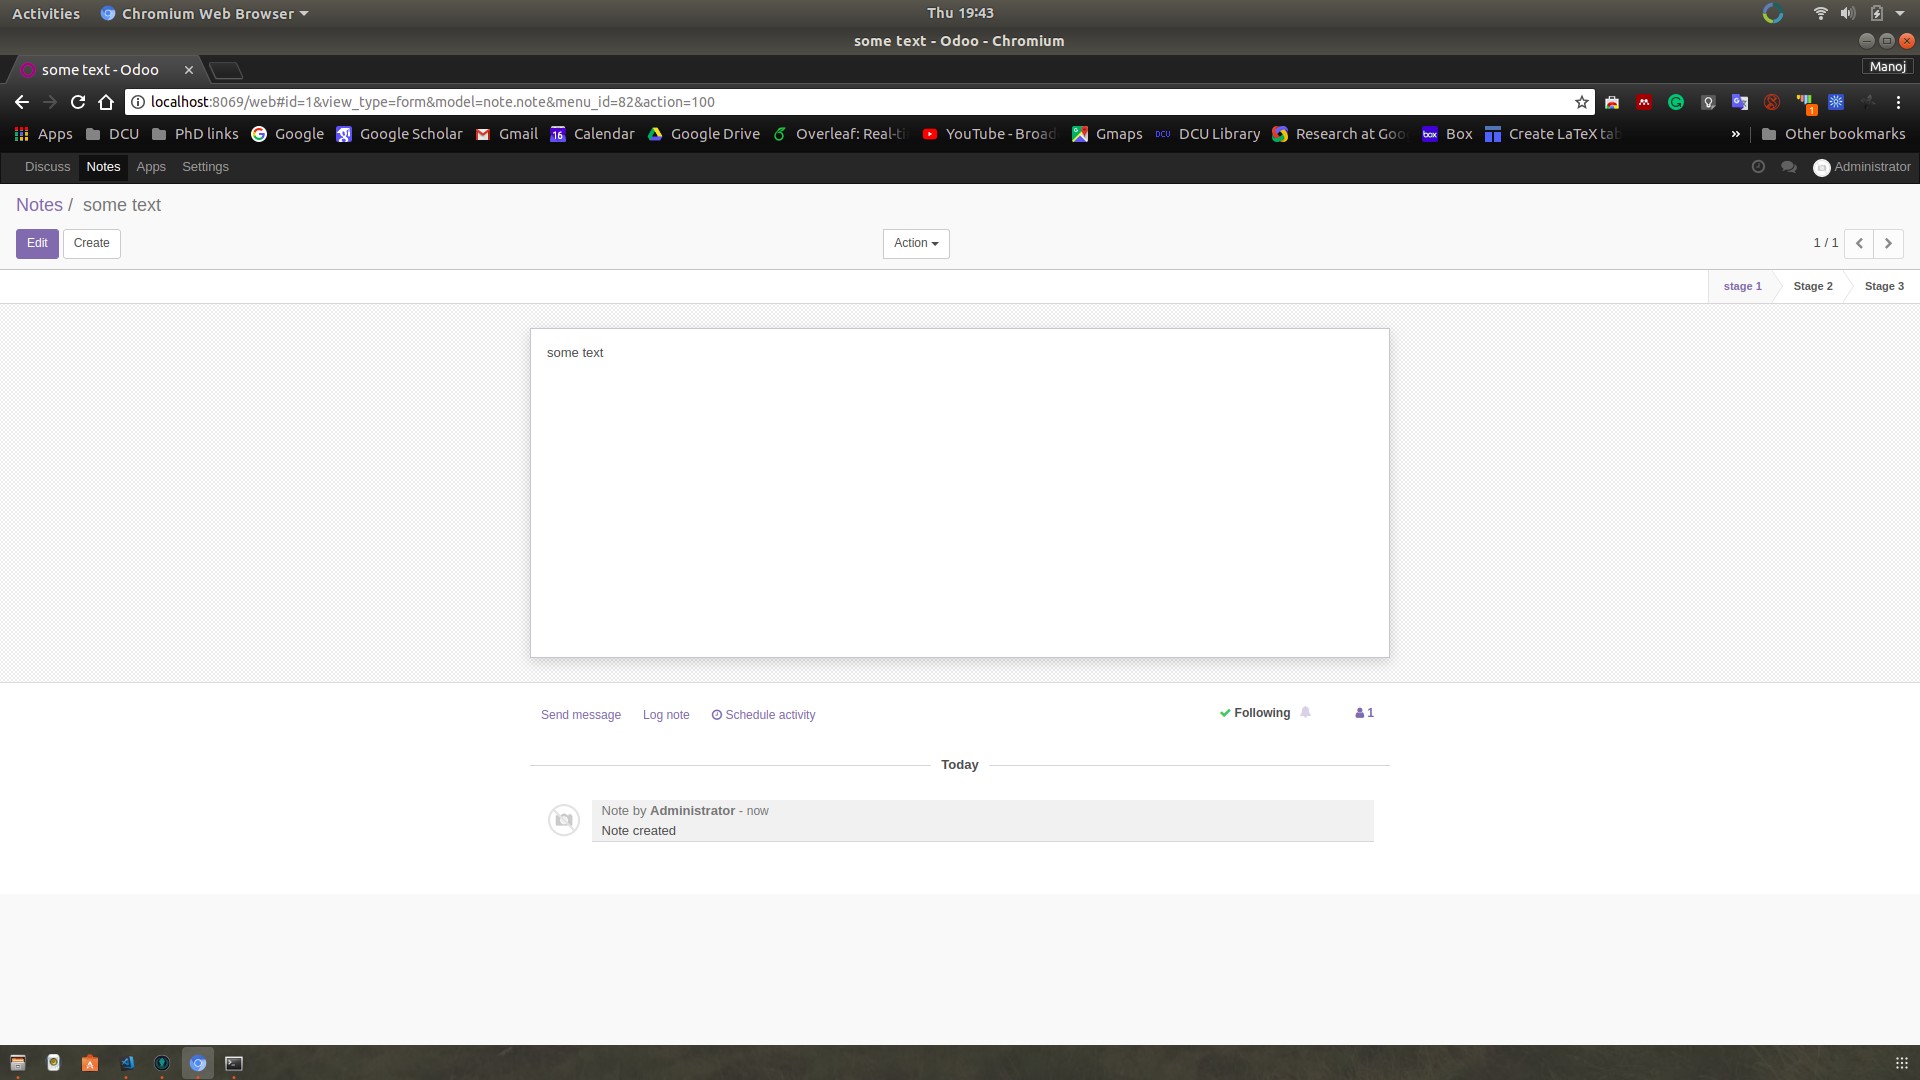 Activities Chromium Web Browser Thu 19:43
some text - Odoo - Chromium
some text - Odoo Manoj
localhost:8069/web#id=1&view_type=form&model=note.note&menu_id=82&action=100 1
Apps DCU PhD links Google Google Scholar Gmail 16 Calendar Google Drive Overleaf: Real-ti YouTube - Broad Gmaps DCU DCU Library Research at Goo box Box Create LaTeX tab » Other bookmarks
Discuss Notes Apps Settings Administrator
Notes / some text
Edit Create Action 1 / 1
stage 1 Stage 2 Stage 3
some text
Send message Log note Schedule activity Following 1
Today
Note by Administrator - now
Note created